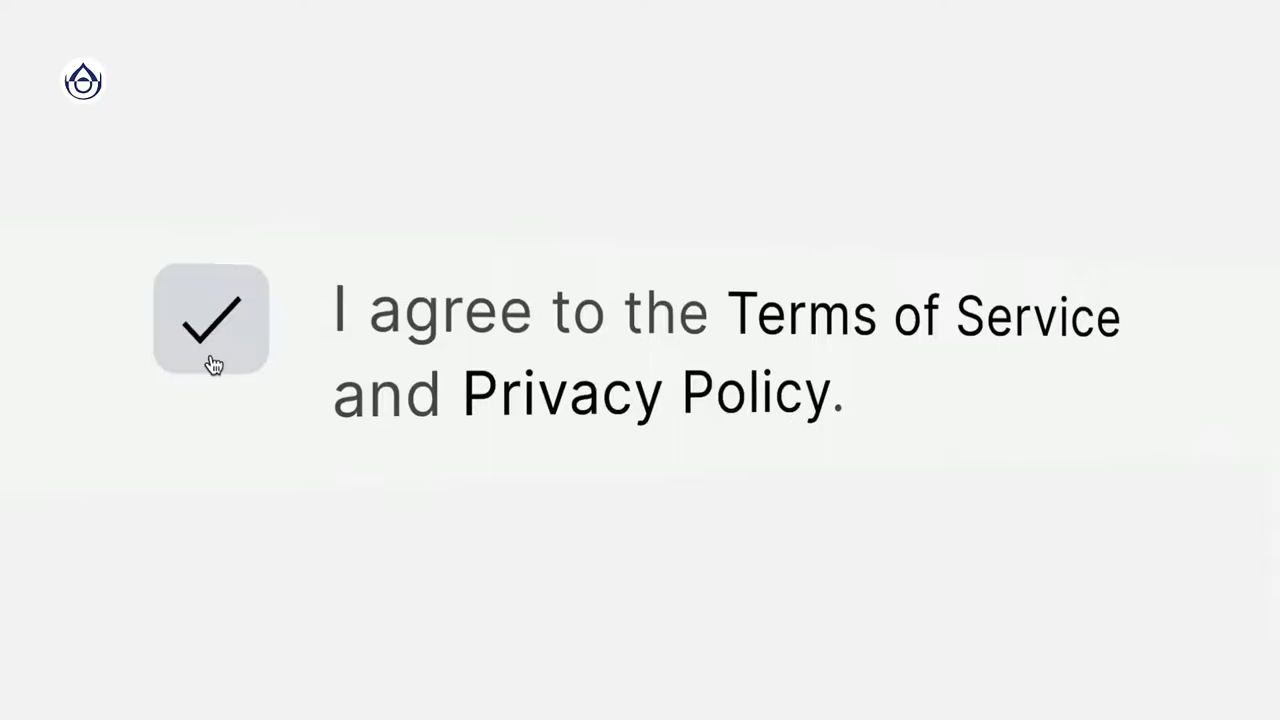 I agree to the Terms of Service
and Privacy Policy.